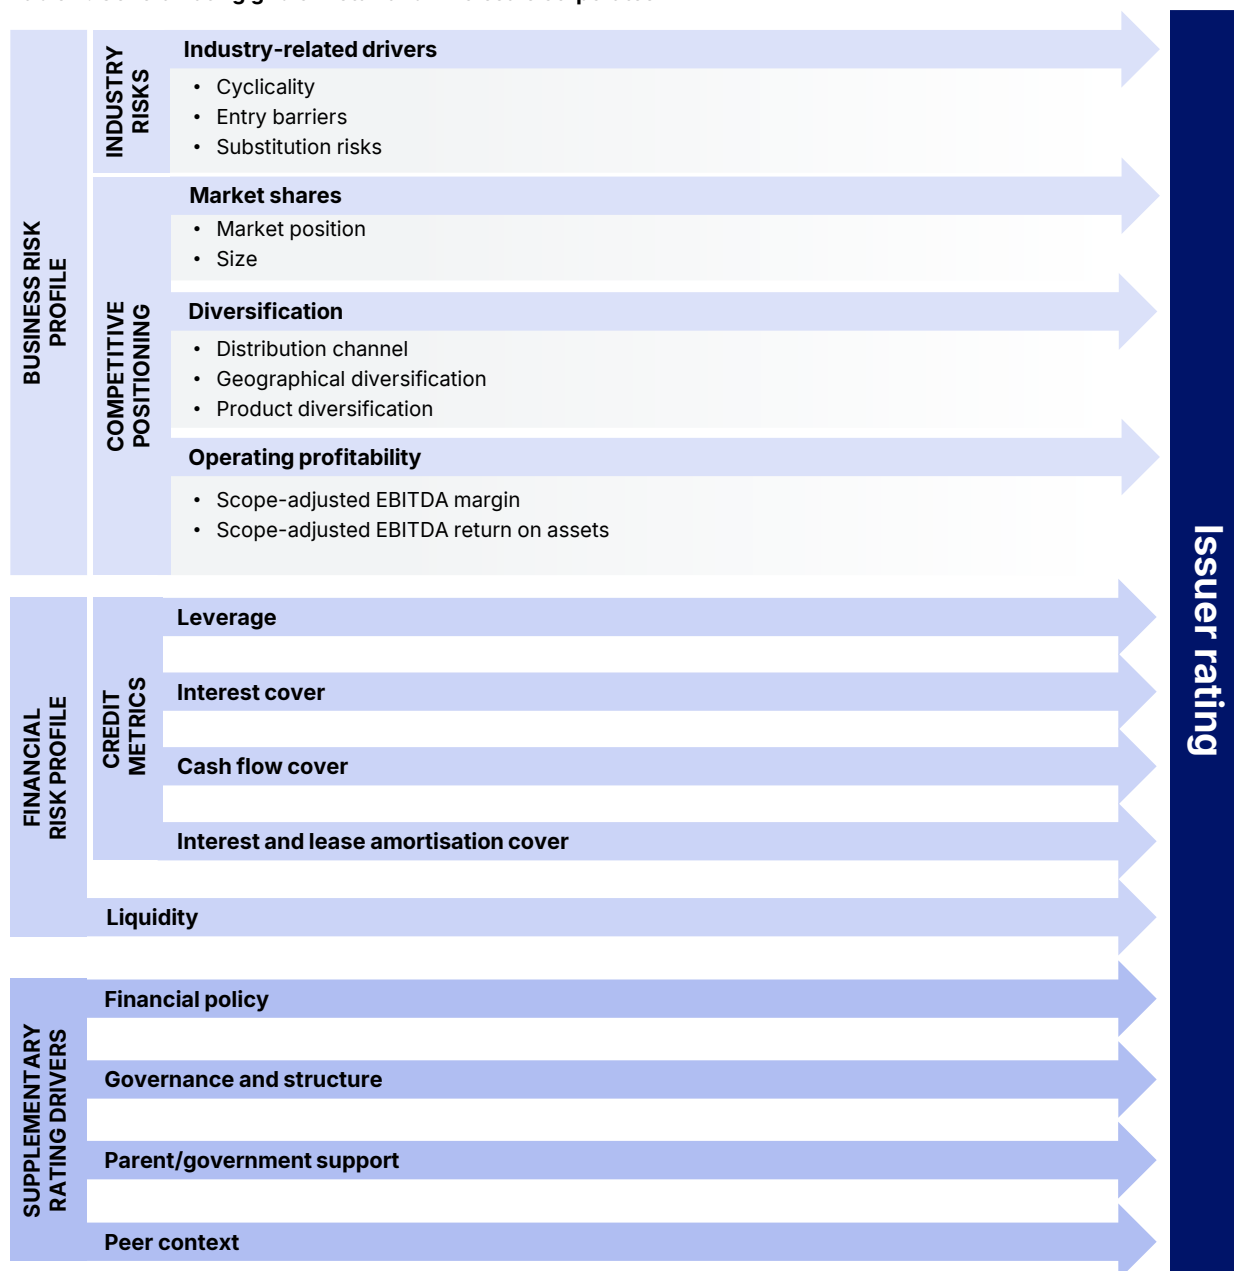 INDUSTRY
RISKS
Industry-related drivers
• Cyclicality
• Entry barriers
• Substitution risks
BUSINESS RISK
PROFILE
COMPETITIVE
POSITIONING
Market shares
• Market position
• Size
Diversification
• Distribution channel
• Geographical diversification
• Product diversification
Operating profitability
• Scope-adjusted EBITDA margin
• Scope-adjusted EBITDA return on assets
FINANCIAL
RISK PROFILE
CREDIT
METRICS
Leverage
Interest cover
Cash flow cover
Interest and lease amortisation cover
Liquidity
SUPPLEMENTARY
RATING DRIVERS
Financial policy
Governance and structure
Parent/government support
Peer context
Issuer rating